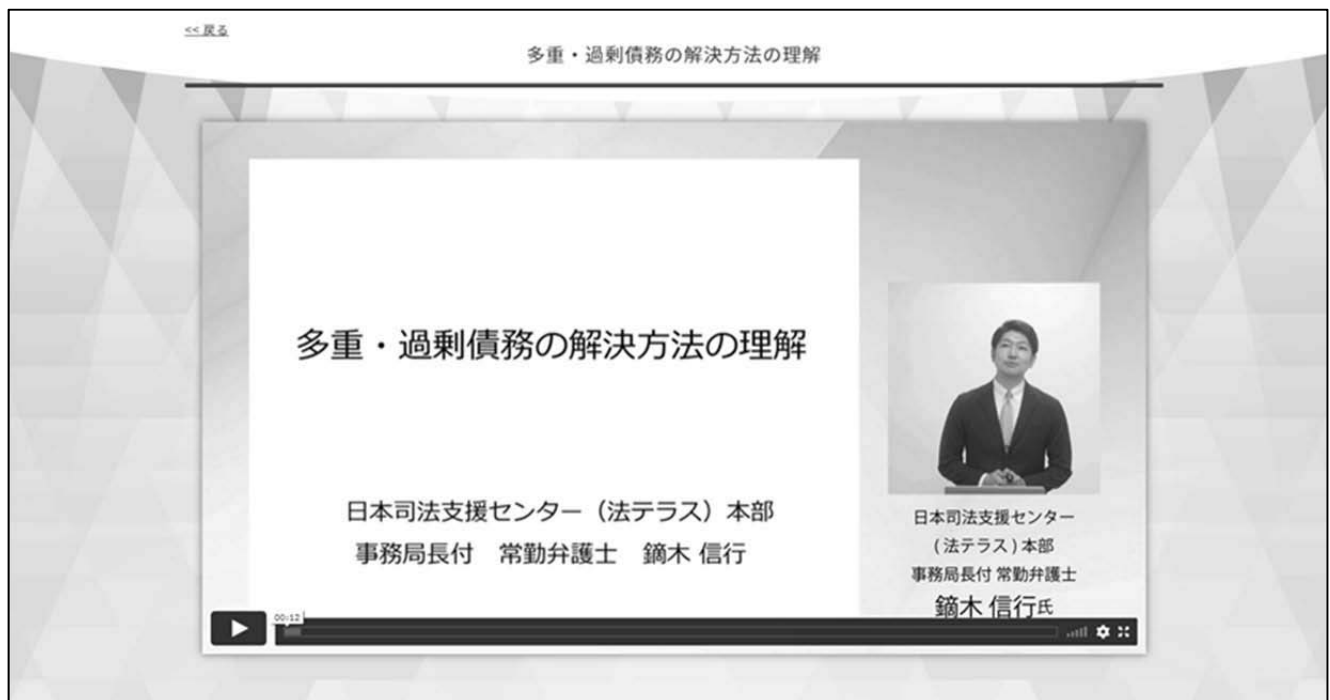 << 戻る
多重・過剰債務の解決方法の理解
多重・過剰債務の解決方法の理解
日本司法支援センター（法テラス）本部
事務局長付　常勤弁護士　鏑木 信行
日本司法支援センター
(法テラス)本部
事務局長付 常勤弁護士
鏑木 信行氏
00:12